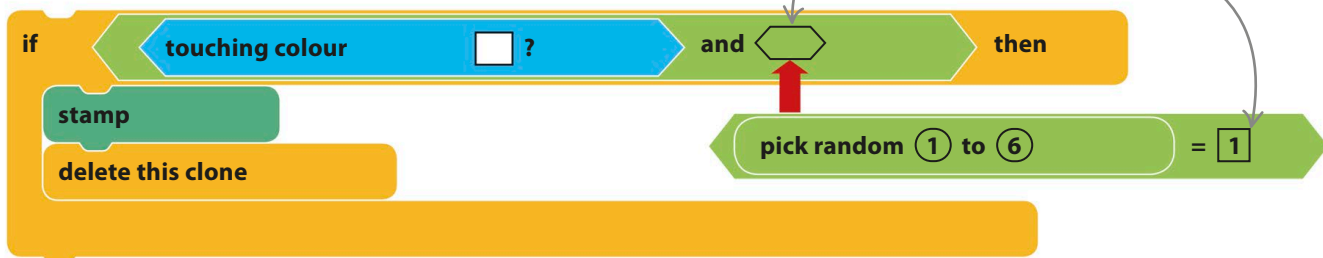 if touching colour ? and then
stamp
pick random 1 to 6 = 1
delete this clone